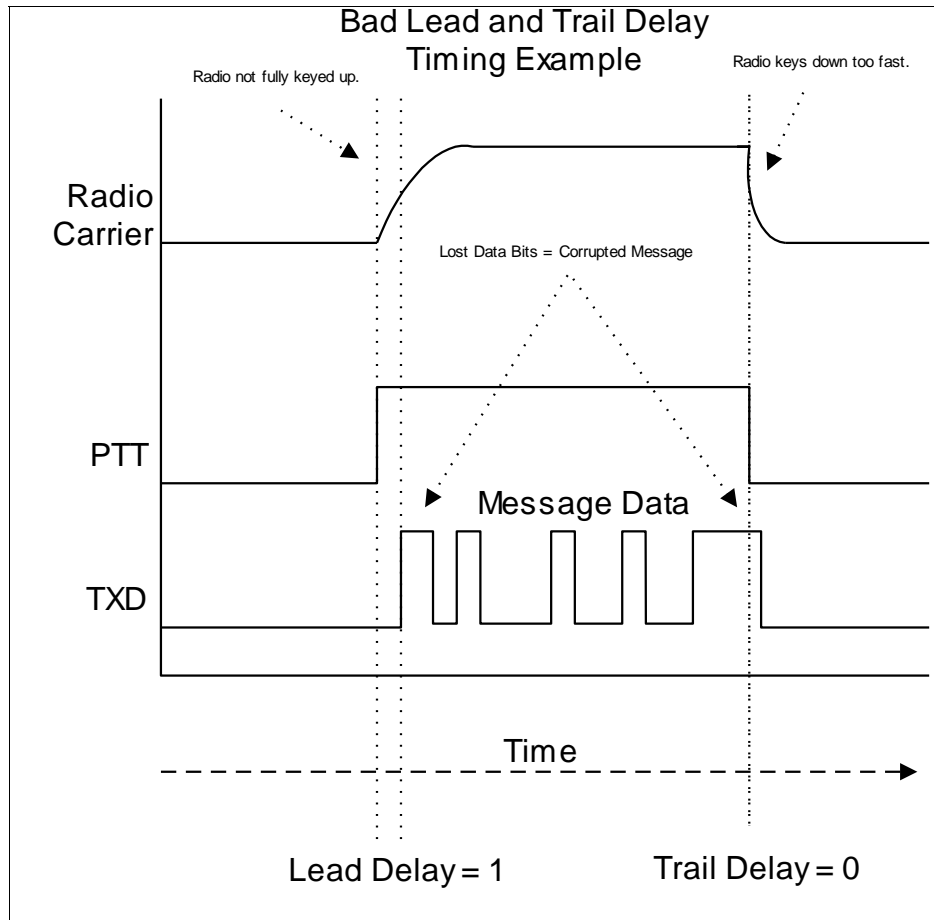 Bad Lead and Trail Delay
Timing Example
Radio not fully keyed up.
Radio keys down too fast.
Radio
Carrier
Lost Data Bits = Corrupted Message
PTT
Message Data
TXD
Time
Lead Delay = 1
Trail Delay = 0